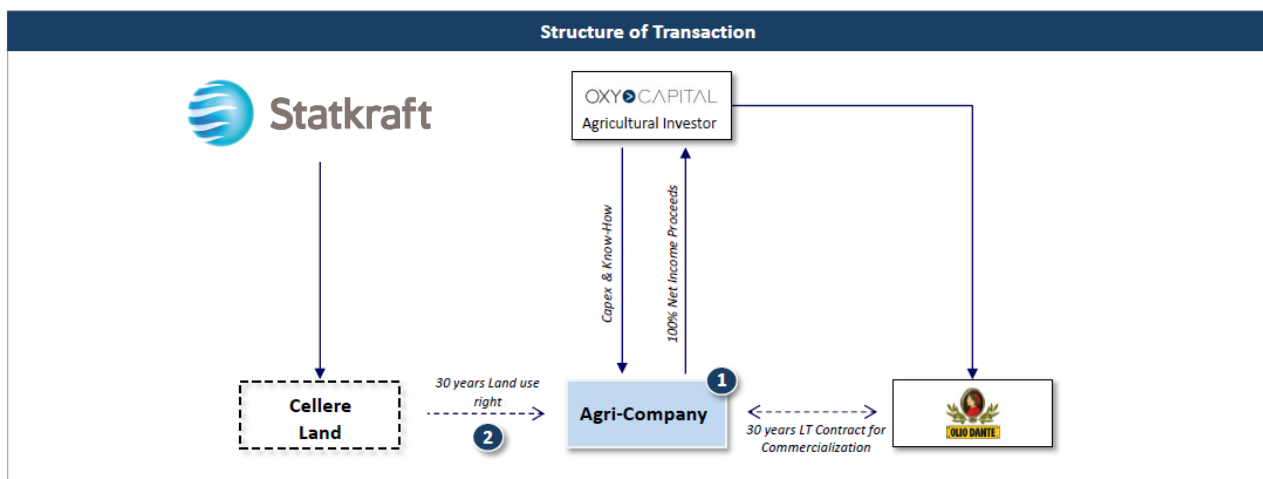 Structure of Transaction
Statkraft
OXY CAPITAL
Agricultural Investor
Capex & Know-How
100% Net Income Proceeds
Cellere
Land
30 years Land use
right
2
Agri-Company
1
30 years LT Contract for
Commercialization
OLIO DANTE